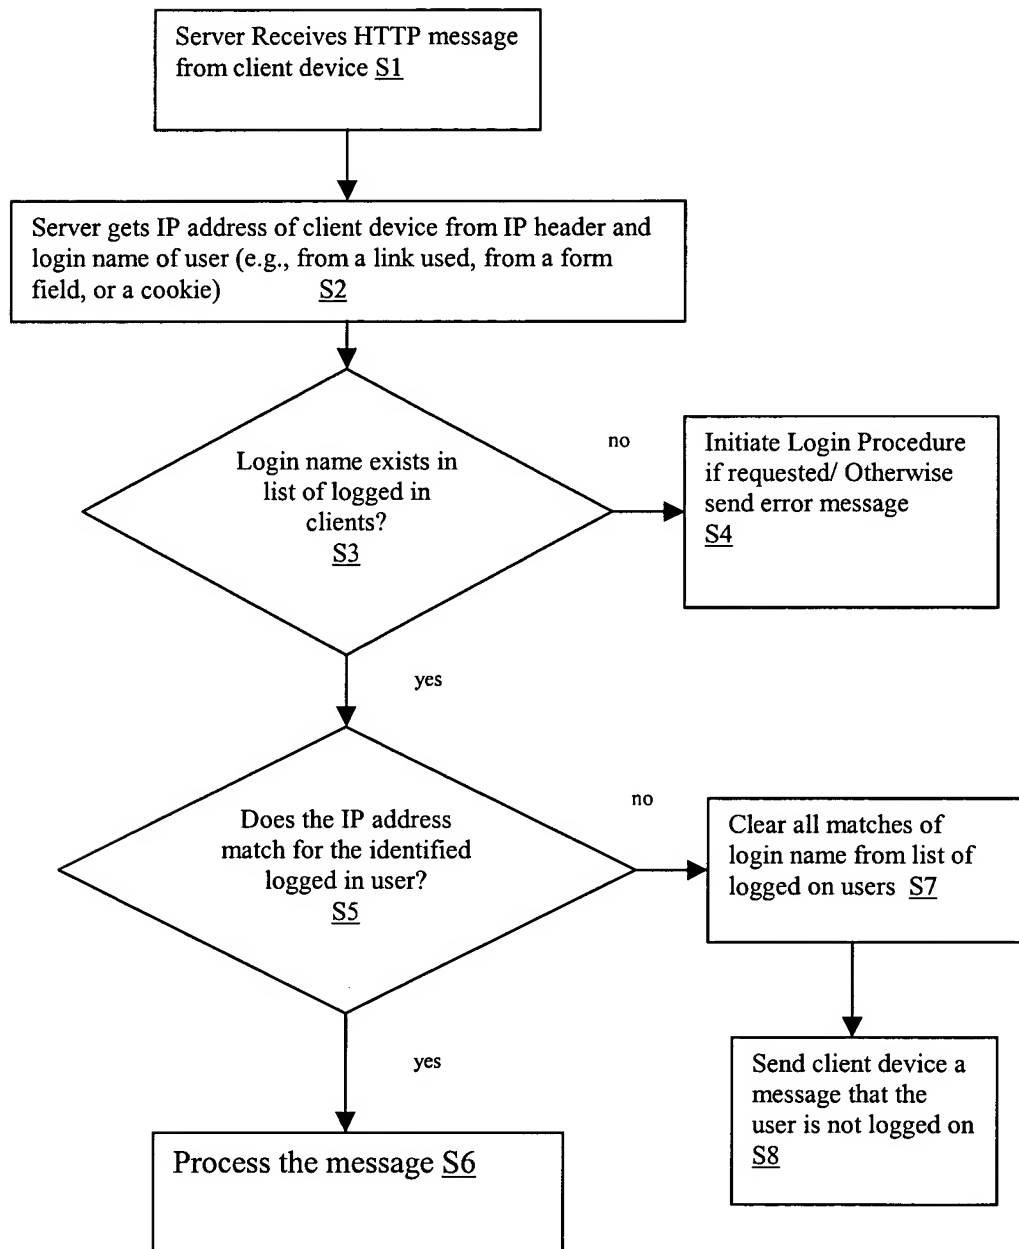 Server Receives HTTP message
from client device S1
Server gets IP address of client device from IP header and
login name of user (e.g., from a link used, from a form
field, or a cookie) S2
Login name exists in
list of logged in
clients?
S3
no
Initiate Login Procedure
if requested/ Otherwise
send error message
S4
yes
Does the IP address
match for the identified
logged in user?
S5
no
Clear all matches of
login name from list of
logged on users S7
yes
Send client device a
message that the
user is not logged on
S8
Process the message S6